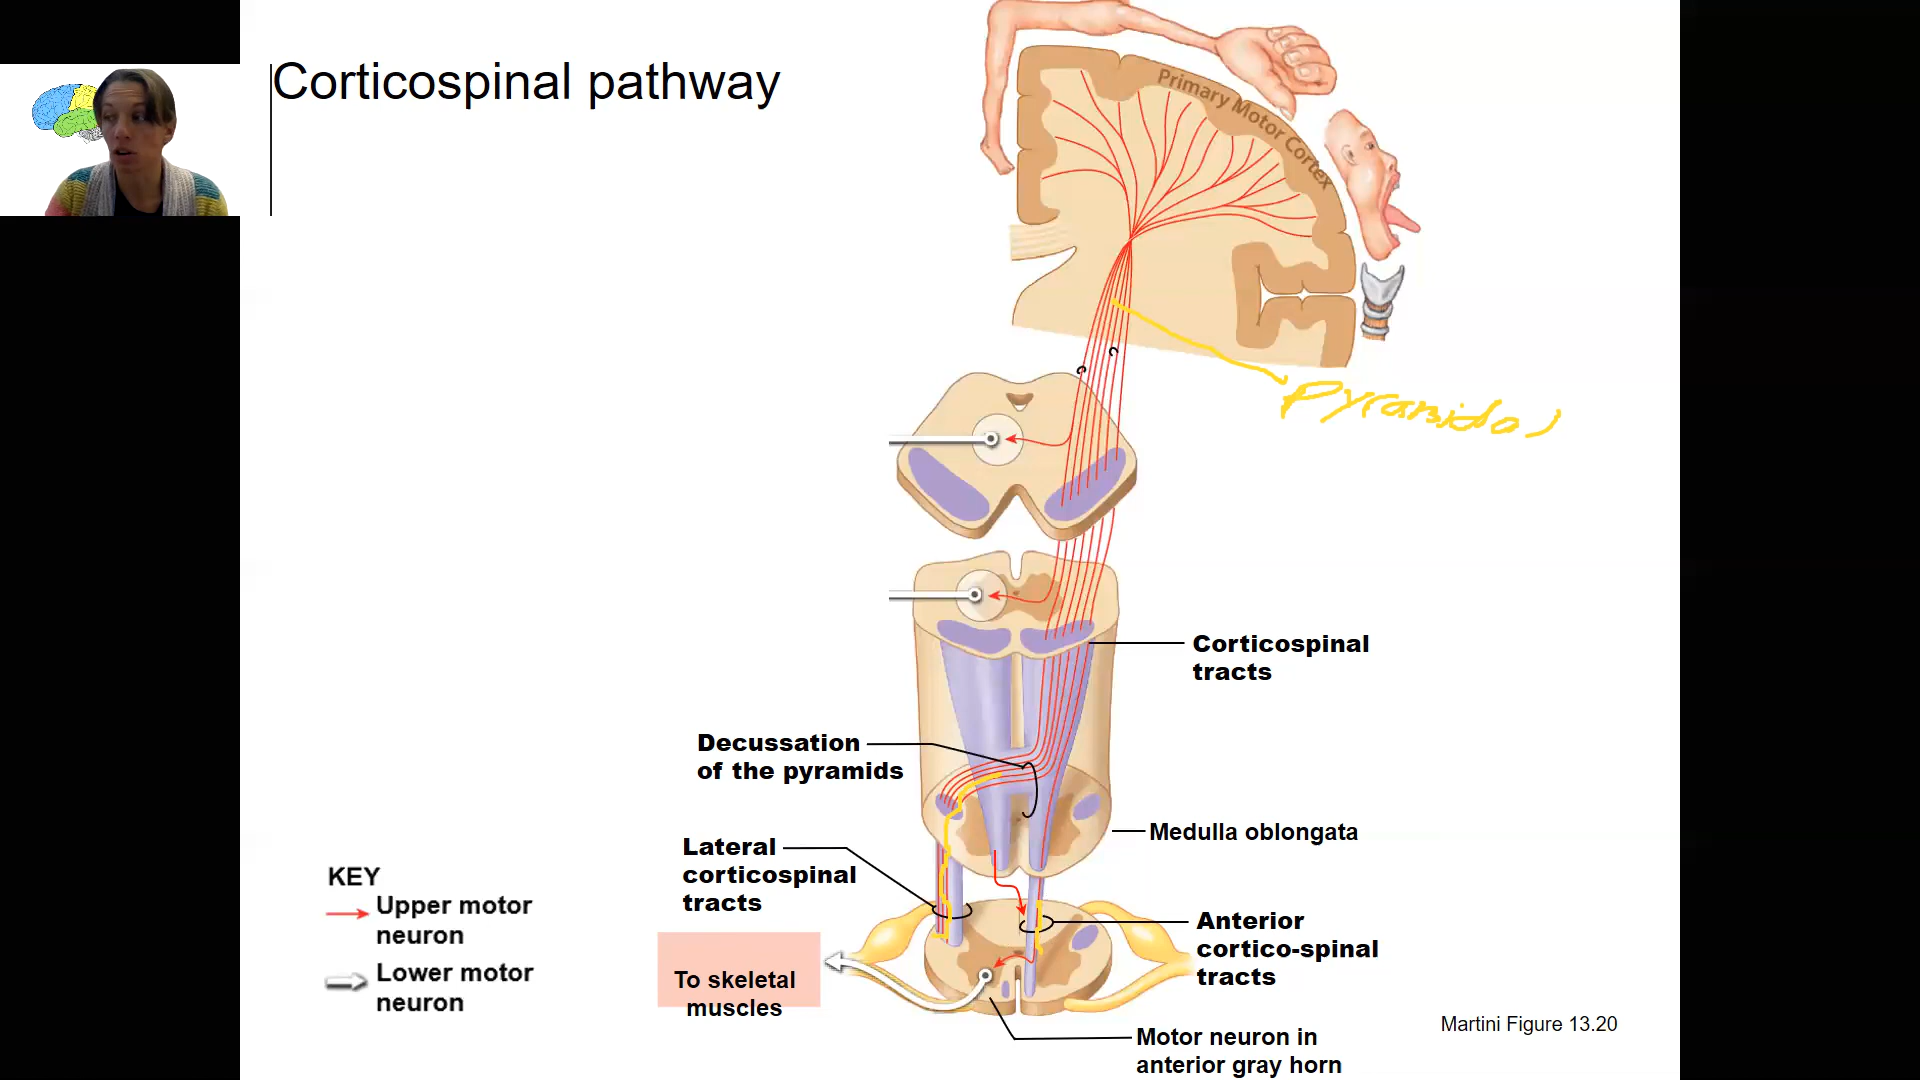 Corticospinal pathway
Primary Motor Cortex
Pyramidal
Corticospinal
tracts
Decussation
of the pyramids
Medulla oblongata
Lateral
corticospinal
tracts
KEY
Upper motor
neuron
Lower motor
neuron
Anterior
cortico-spinal
tracts
To skeletal
muscles
Martini Figure 13.20
Motor neuron in
anterior gray horn